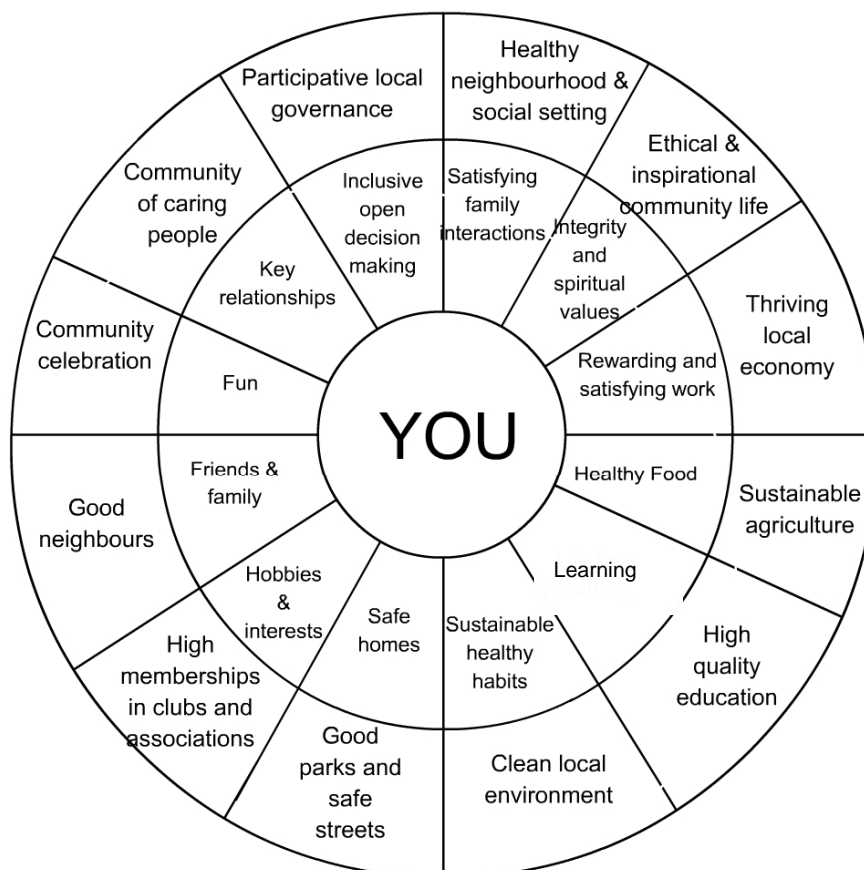 Healthy
neighbourhood &
social setting
Participative local
governance
Ethical &
inspirational
community life
Community
of caring
people
Inclusive
open
decision
making
Satisfying
family
interactions
Integrity
and
spiritual
values
Key
relationships
Thriving
local
economy
Community
celebration
Fun
Rewarding and
satisfying work
YOU
Friends &
family
Healthy Food
Good
neighbours
Sustainable
agriculture
Hobbies
&
interests
Safe
homes
Sustainable
healthy
habits
Learning
High
quality
education
High
memberships
in clubs and
associations
Good
parks and
safe
streets
Clean local
environment